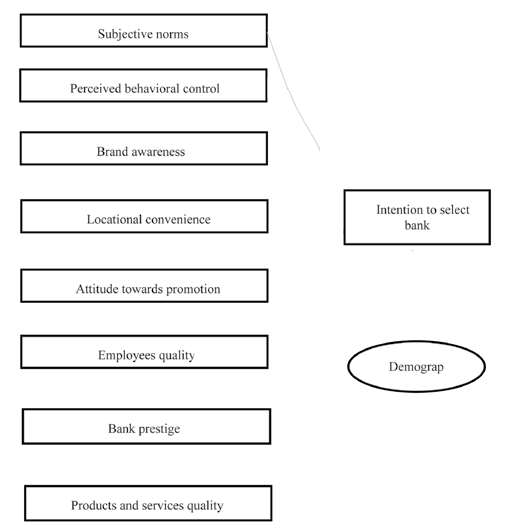 Subjective norms
Perceived behavioral control
Brand awareness
Locational convenience
Intention to select
bank
Attitude towards promotion
Employees quality
Demograp
Bank prestige
Products and services quality